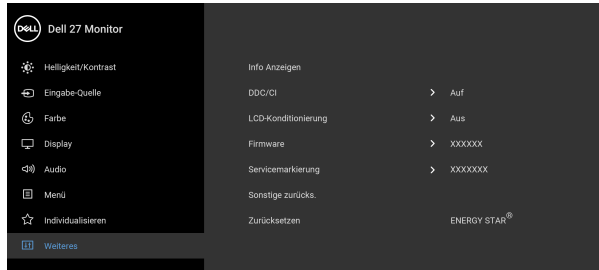 DELL Dell 27 Monitor
Helligkeit/Kontrast
Eingabe-Quelle
Farbe
Display
Audio
Menü
Individualisieren
Weiteres
Info Anzeigen
DDC/CI > Auf
LCD-Konditionierung > Aus
Firmware > XXXXXX
Servicemarkierung > XXXXXXX
Sonstige zurücks.
Zurücksetzen ENERGY STAR®